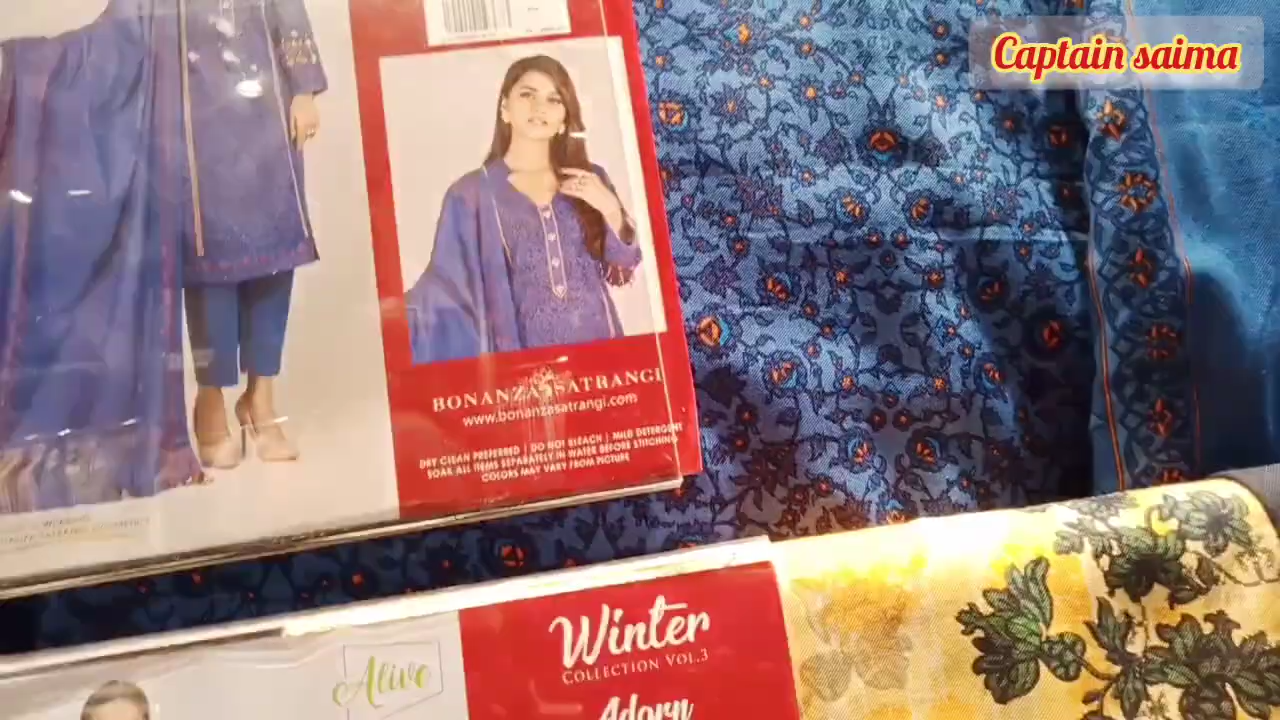 Captain saima
BONANZA SATRANGI
www.bonanzasatrangi.com
DRY CLEAN PREFERRED | DO NOT BLEACH | MILD DETERGENT
SOAK ALL ITEMS SEPARATELY IN WATER BEFORE STITCHING
COLORS MAY VARY FROM PICTURE
Alive
Winter
COLLECTION VOL.3
Adorn